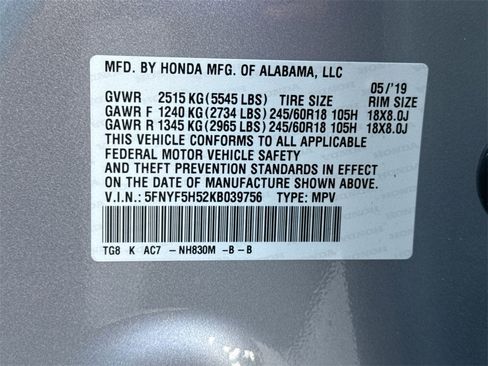 MFD. BY HONDA MFG. OF ALABAMA, LLC
05/'19
GVWR 2515 KG (5545 LBS) TIRE SIZE RIM SIZE
GAWR F 1240 KG (2734 LBS) 245/60R18 105H 18X8.0J
GAWR R 1345 KG (2965 LBS) 245/60R18 105H 18X8.0J
THIS VEHICLE CONFORMS TO ALL APPLICABLE
FEDERAL MOTOR VEHICLE SAFETY
AND THEFT PREVENTION STANDARDS IN EFFECT
ON THE DATE OF MANUFACTURE SHOWN ABOVE.
V.I.N.: 5FNYF5H52KB039756 TYPE: MPV
TG8 K AC7 -NH830M -B -B